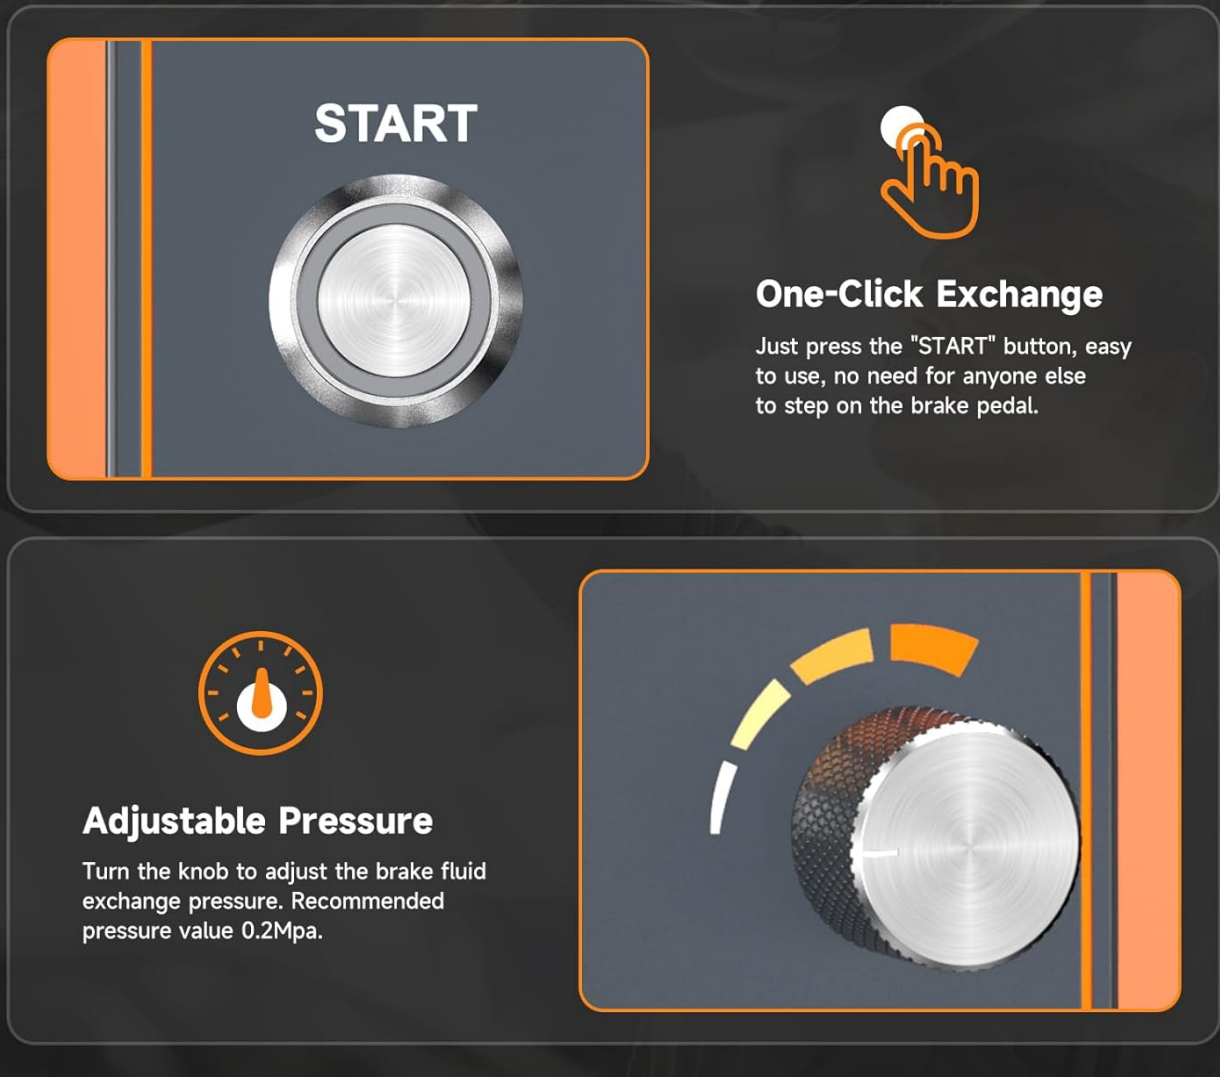 START
One-Click Exchange
Just press the "START" button, easy
to use, no need for anyone else
to step on the brake pedal.
Adjustable Pressure
Turn the knob to adjust the brake fluid
exchange pressure. Recommended
pressure value 0.2Mpa.